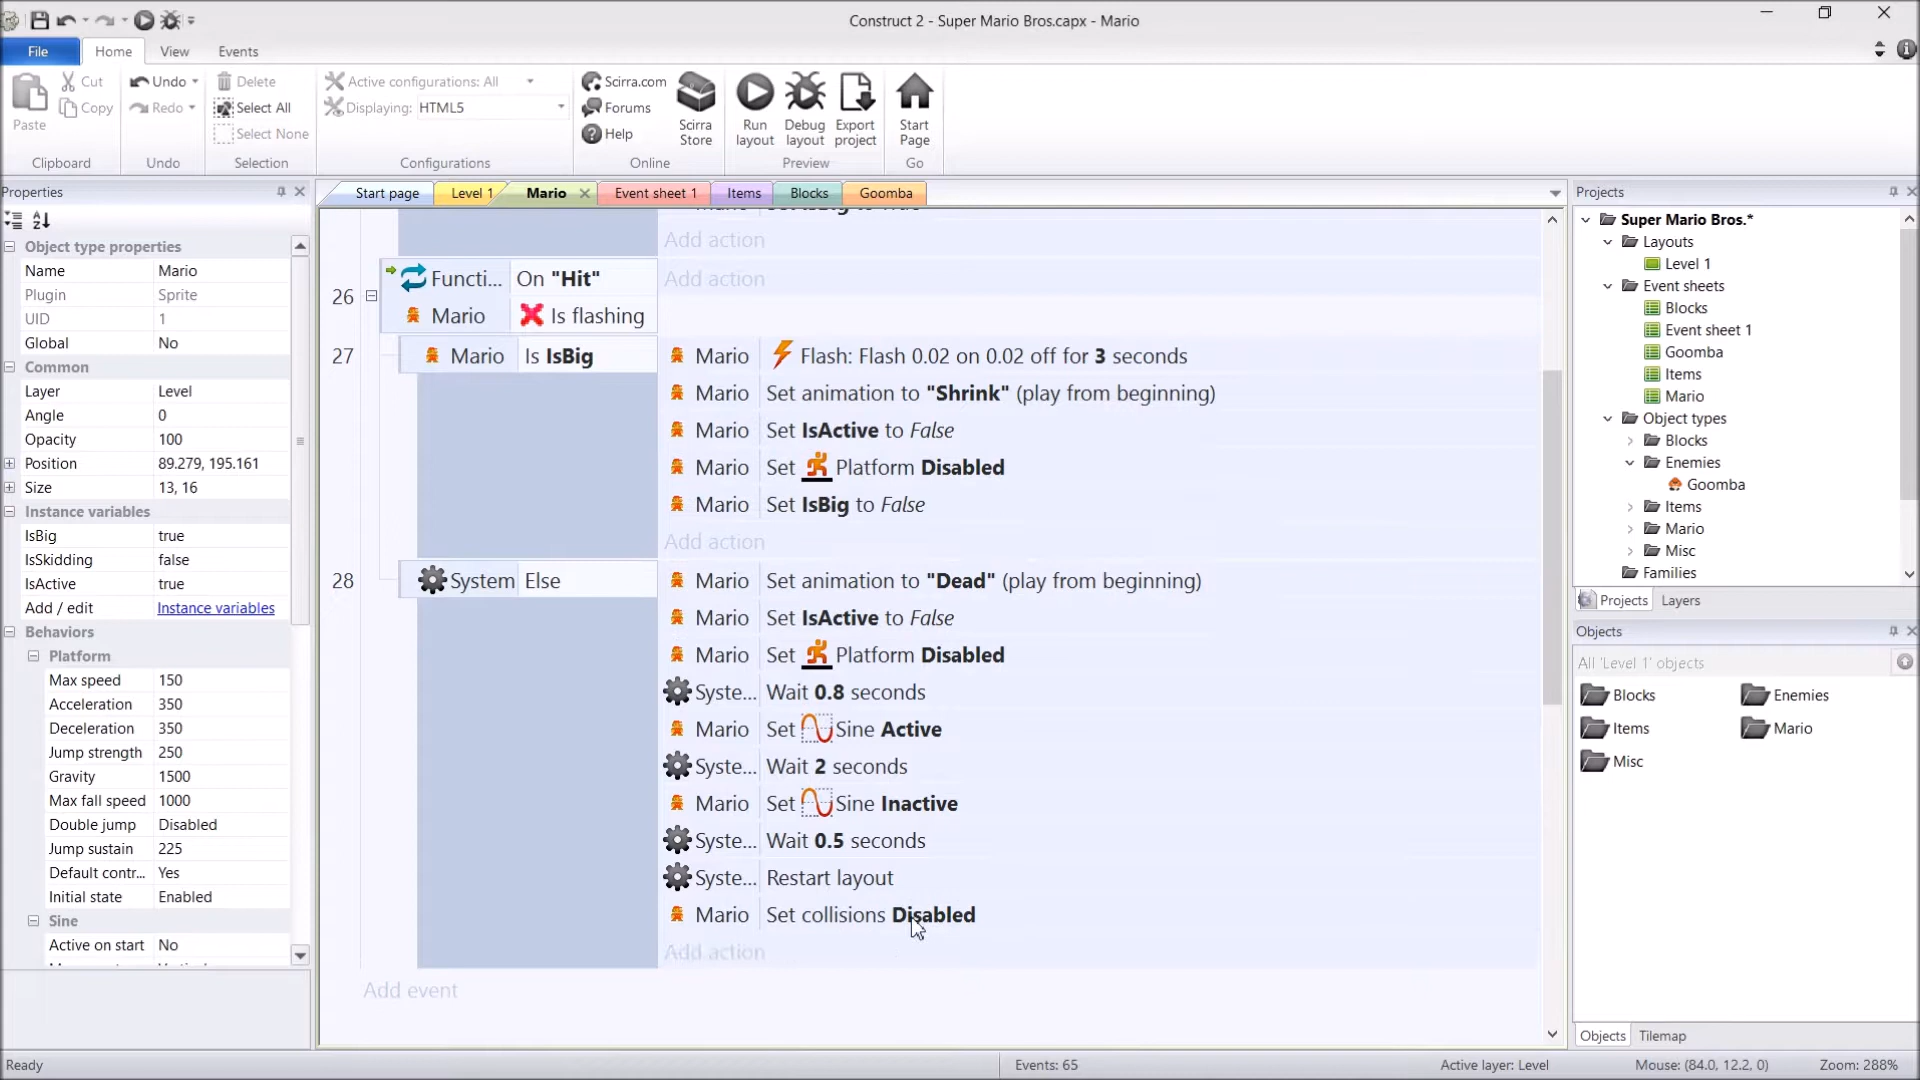 Construct 2 - Super Mario Bros.capx - Mario
File Home View Events
Paste Cut Copy
Clipboard
Undo Redo
Undo
Delete
Select All
Select None
Selection
Active configurations: All
Displaying: HTML5
Configurations
Scirra.com
Forums
Help
Scirra Store
Online
Run layout
Debug layout
Export project
Preview
Start Page
Go
Properties
Object type properties
Name Mario
Plugin Sprite
UID 1
Global No
Common
Layer Level
Angle 0
Opacity 100
Position 89.279, 195.161
Size 13, 16
Instance variables
IsBig true
IsSkidding false
IsActive true
Add / edit Instance variables
Behaviors
Platform
Max speed 150
Acceleration 350
Deceleration 350
Jump strength 250
Gravity 1500
Max fall speed 1000
Double jump Disabled
Jump sustain 225
Default contr... Yes
Initial state Enabled
Sine
Active on start No
Start page Level 1 Mario Event sheet 1 Items Blocks Goomba
Add action
26 Functi... On "Hit" Add action
Mario Is flashing
27 Mario Is IsBig Mario Flash: Flash 0.02 on 0.02 off for 3 seconds
Mario Set animation to "Shrink" (play from beginning)
Mario Set IsActive to False
Mario Set Platform Disabled
Mario Set IsBig to False
Add action
28 System Else Mario Set animation to "Dead" (play from beginning)
Mario Set IsActive to False
Mario Set Platform Disabled
Syste... Wait 0.8 seconds
Mario Set Sine Active
Syste... Wait 2 seconds
Mario Set Sine Inactive
Syste... Wait 0.5 seconds
Syste... Restart layout
Mario Set collisions Disabled
Add action
Add event
Projects
Super Mario Bros.*
Layouts
Level 1
Event sheets
Blocks
Event sheet 1
Goomba
Items
Mario
Object types
Blocks
Enemies
Goomba
Items
Mario
Misc
Families
Projects Layers
Objects
All 'Level 1' objects
Blocks Enemies
Items Mario
Misc
Objects Tilemap
Ready Events: 65 Active layer: Level Mouse: (84.0, 12.2, 0) Zoom: 288%